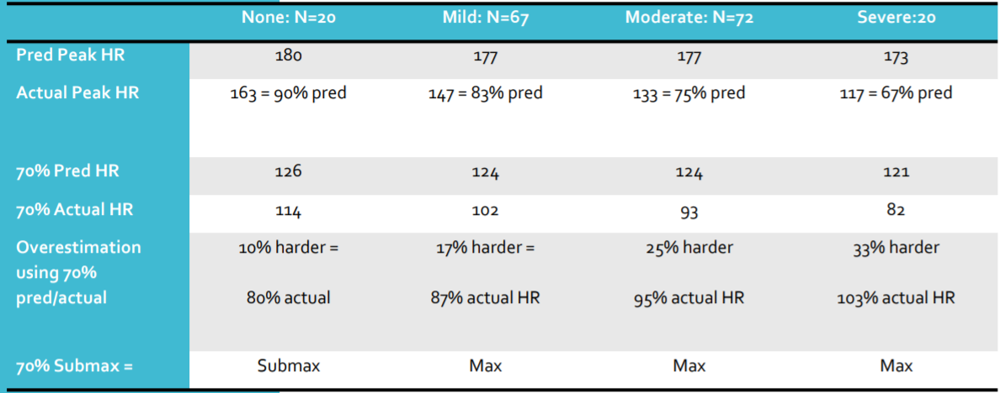 None: N=20 Mild: N=67 Moderate: N=72 Severe:20
Pred Peak HR 180 177 177 173
Actual Peak HR 163 = 90% pred 147 = 83% pred 133 = 75% pred 117 = 67% pred
70% Pred HR 126 124 124 121
70% Actual HR 114 102 93 82
Overestimation 10% harder = 17% harder = 25% harder 33% harder
using 70%
pred/actual 80% actual 87% actual HR 95% actual HR 103% actual HR
70% Submax = Submax Max Max Max